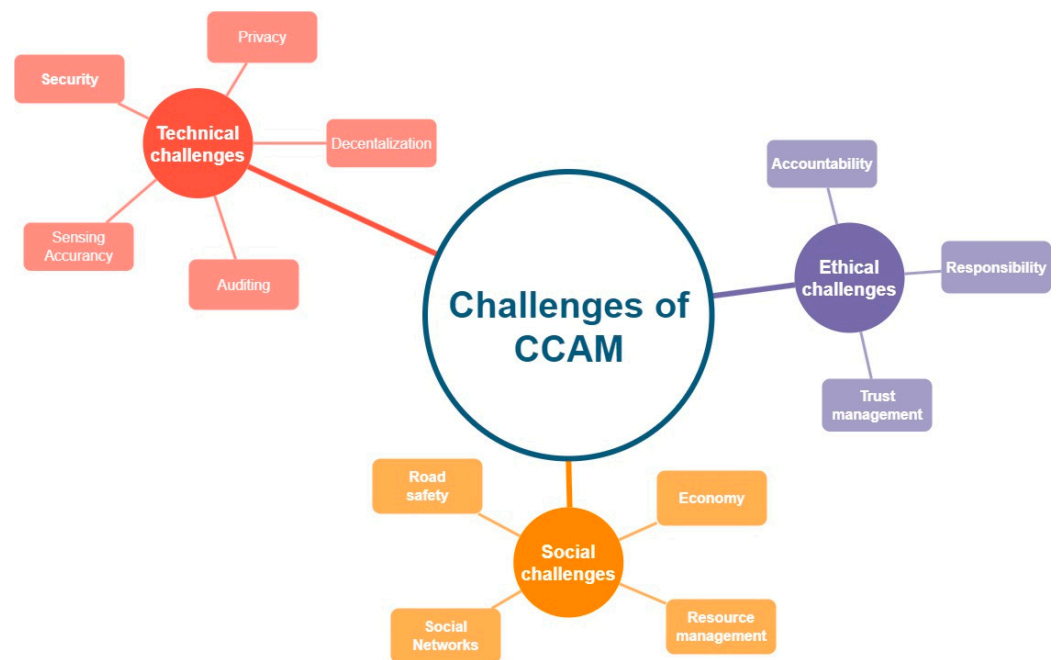 Privacy
Security
Technical
challenges
Decentalization
Sensing
Accurancy
Auditing
Accountability
Ethical
challenges
Responsibility
Trust
management
Challenges of
CCAM
Road
safety
Economy
Social
challenges
Social
Networks
Resource
management